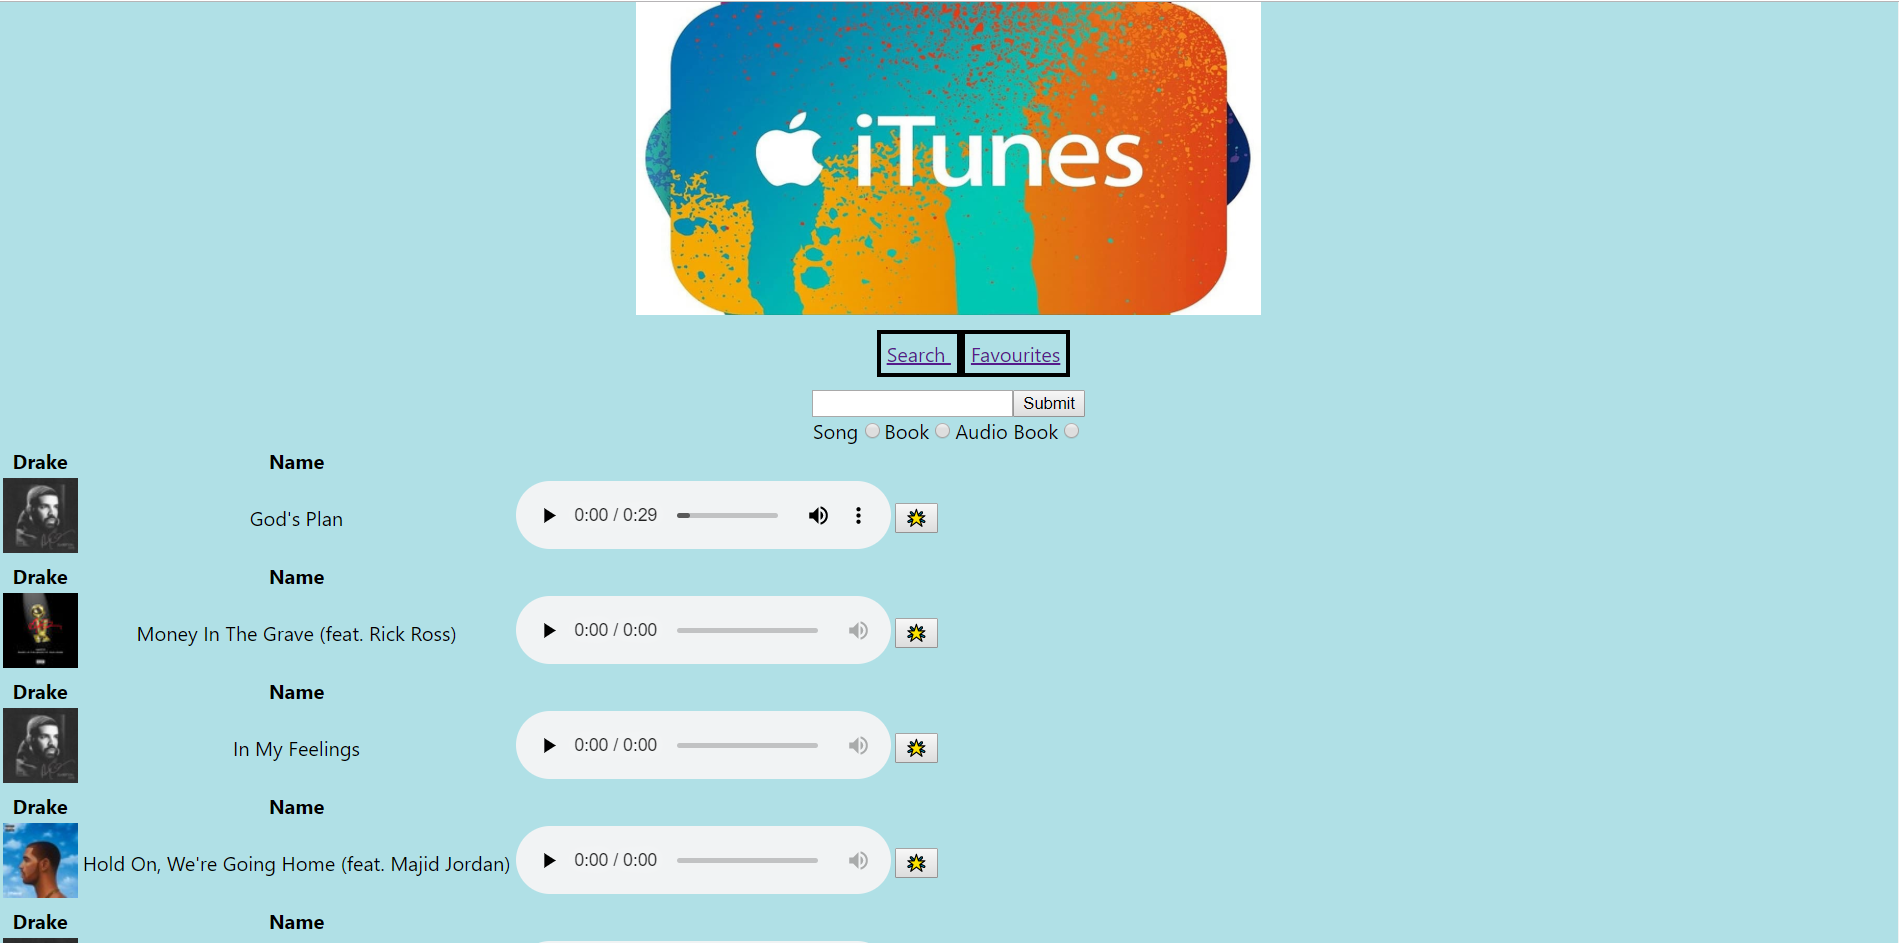 iTunes
Search Favourites
Submit
Song Book Audio Book
Drake Name
God's Plan 0:00 / 0:29
Drake Name
Money In The Grave (feat. Rick Ross) 0:00 / 0:00
Drake Name
In My Feelings 0:00 / 0:00
Drake Name
Hold On, We're Going Home (feat. Majid Jordan) 0:00 / 0:00
Drake Name